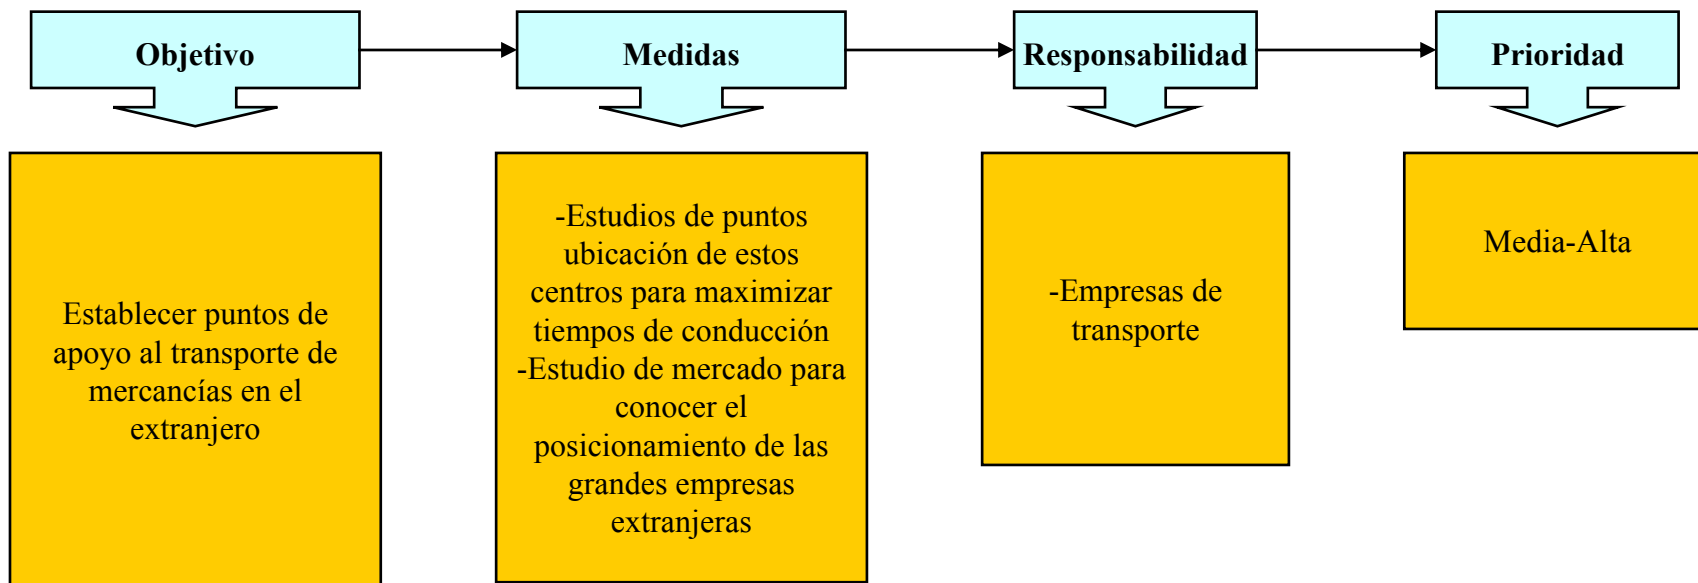 Objetivo
Medidas
Responsabilidad
Prioridad
Establecer puntos de
apoyo al transporte de
mercancías en el
extranjero
-Estudios de puntos
ubicación de estos
centros para maximizar
tiempos de conducción
-Estudio de mercado para
conocer el
posicionamiento de las
grandes empresas
extranjeras
-Empresas de
transporte
Media-Alta